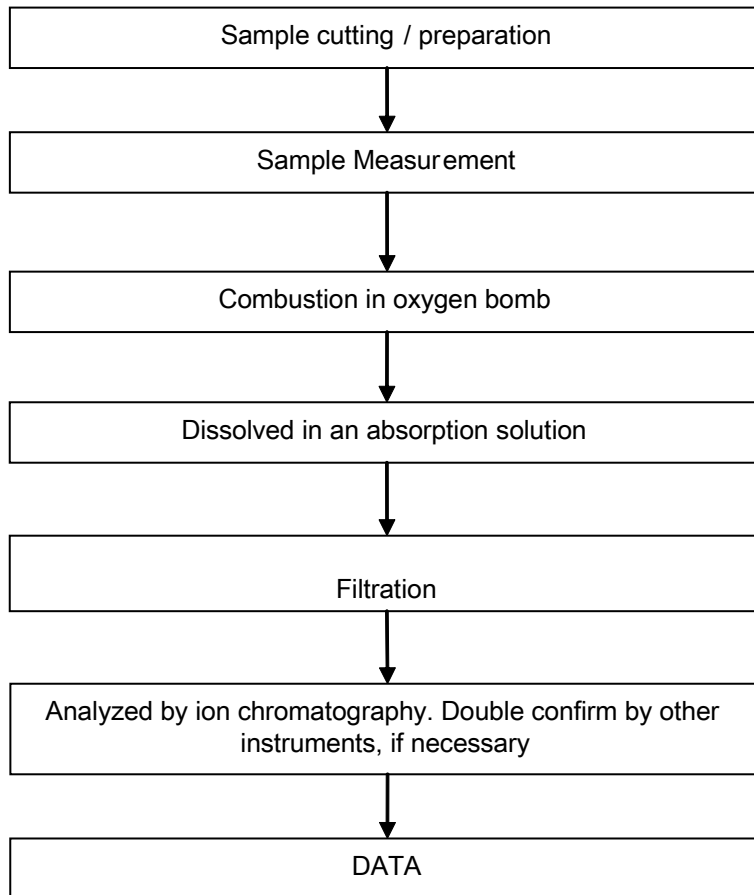 Sample cutting / preparation
Sample Measurement
Combustion in oxygen bomb
Dissolved in an absorption solution
Filtration
Analyzed by ion chromatography. Double confirm by other
instruments, if necessary
DATA